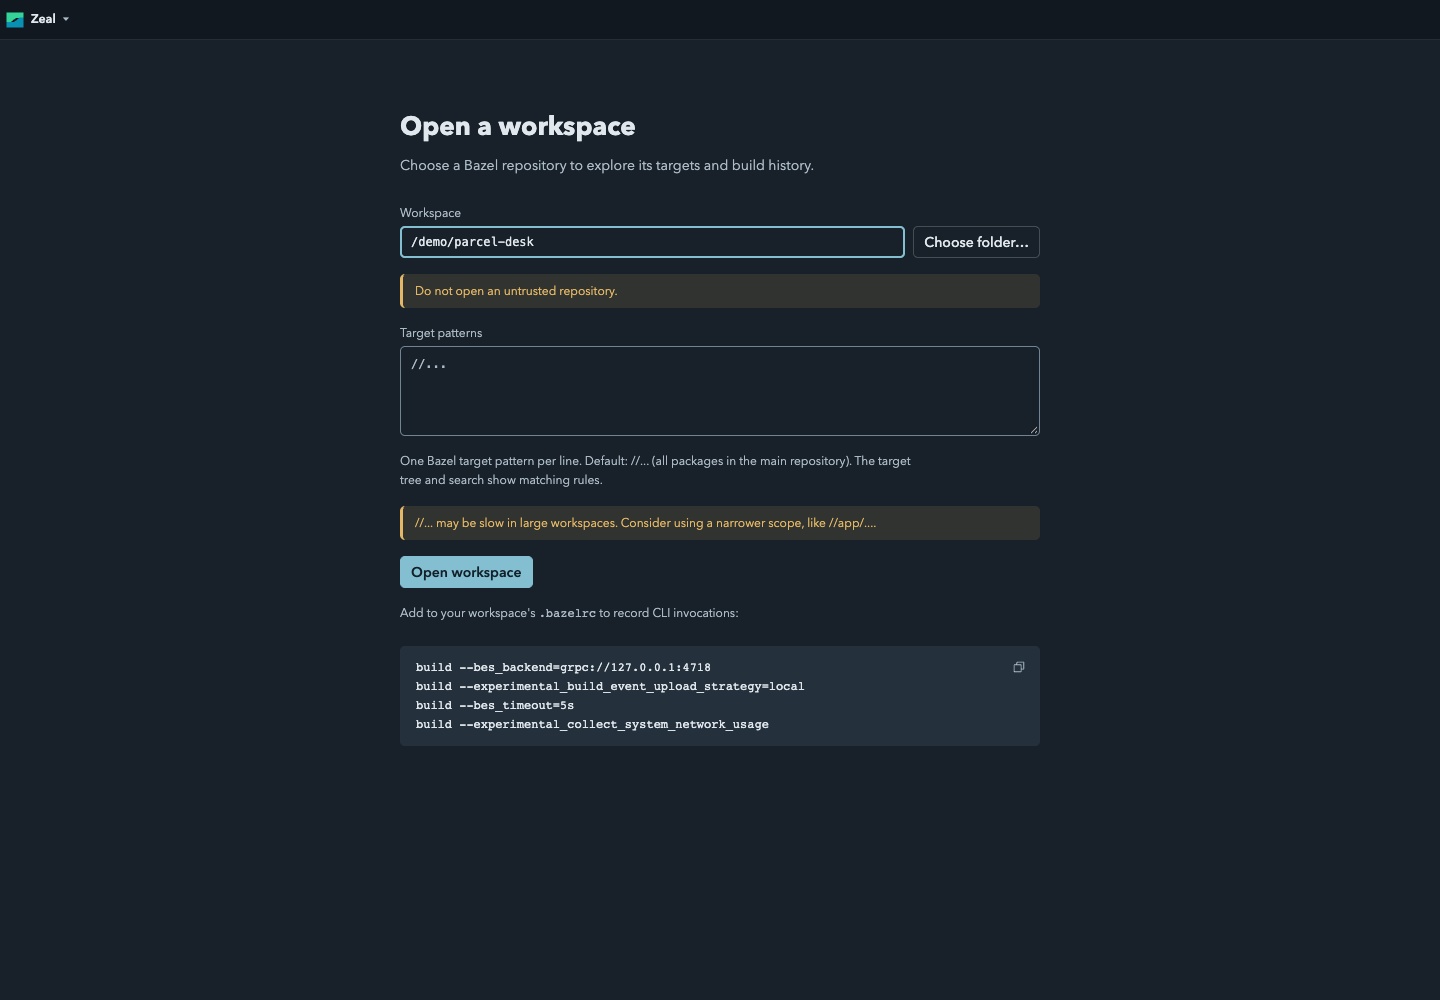 Zeal
Open a workspace
Choose a Bazel repository to explore its targets and build history.
Workspace
/demo/parcel-desk
Choose folder...
Do not open an untrusted repository.
Target patterns
//...
One Bazel target pattern per line. Default: //... (all packages in the main repository). The target
tree and search show matching rules.
//... may be slow in large workspaces. Consider using a narrower scope, like //app/....
Open workspace
Add to your workspace's .bazelrc to record CLI invocations:
build --bes_backend=grpc://127.0.0.1:4718
build --experimental_build_event_upload_strategy=local
build --bes_timeout=5s
build --experimental_collect_system_network_usage